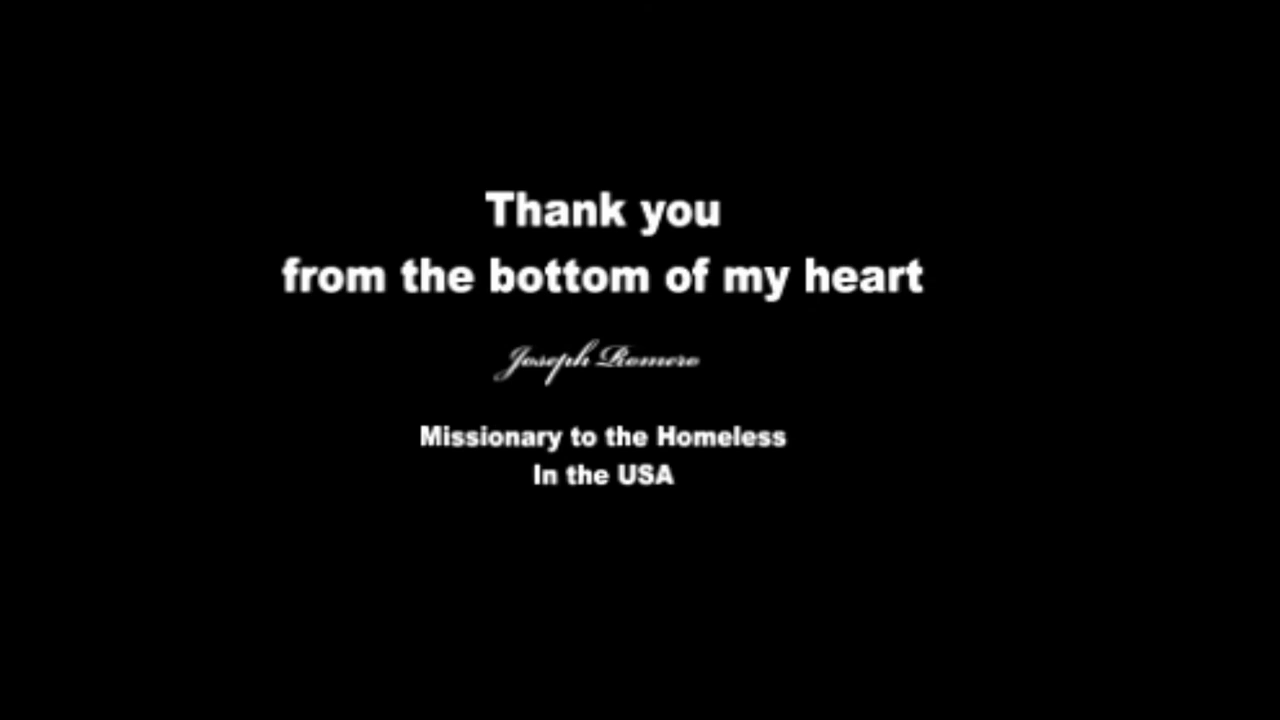 Thank you
from the bottom of my heart
Joseph Romero
Missionary to the Homeless
In the USA